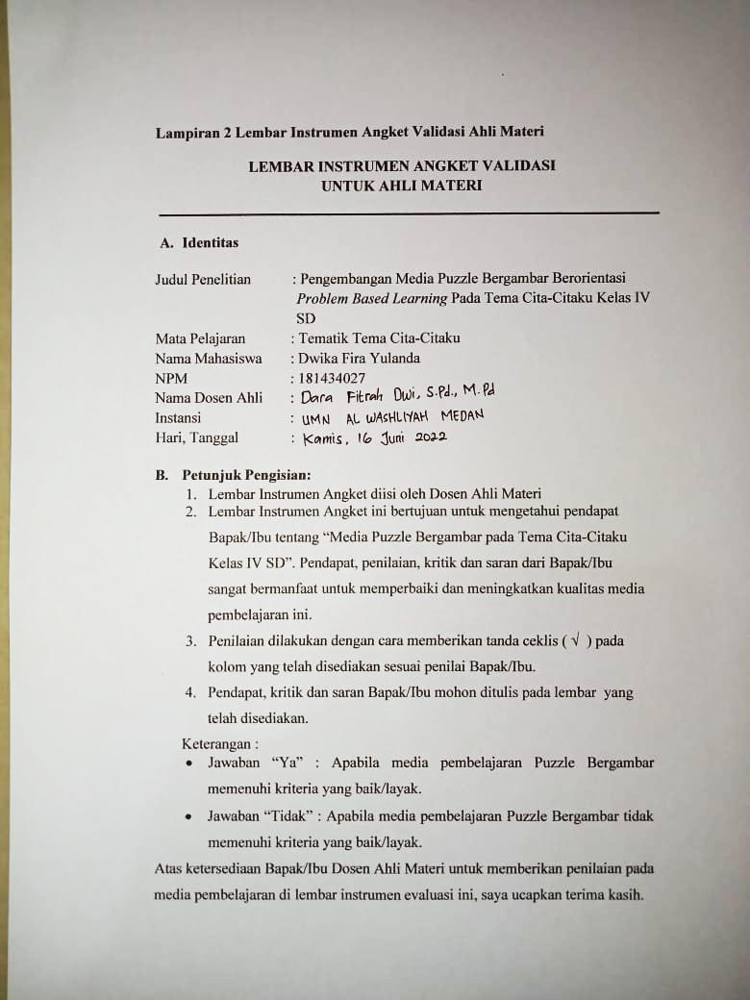 Lampiran 2 Lembar Instrumen Angket Validasi Ahli Materi
LEMBAR INSTRUMEN ANGKET VALIDASI
UNTUK AHLI MATERI
A. Identitas
Judul Penelitian : Pengembangan Media Puzzle Bergambar Berorientasi
Problem Based Learning Pada Tema Cita-Citaku Kelas IV
SD
Mata Pelajaran : Tematik Tema Cita-Citaku
Nama Mahasiswa : Dwika Fira Yulanda
NPM : 181434027
Nama Dosen Ahli : Dara Fitrah Dwi, S.Pd., M.Pd
Instansi : UMN AL WASHLIYAH MEDAN
Hari, Tanggal : Kamis, 16 Juni 2022
B. Petunjuk Pengisian:
1. Lembar Instrumen Angket diisi oleh Dosen Ahli Materi
2. Lembar Instrumen Angket ini bertujuan untuk mengetahui pendapat
Bapak/Ibu tentang “Media Puzzle Bergambar pada Tema Cita-Citaku
Kelas IV SD”. Pendapat, penilaian, kritik dan saran dari Bapak/Ibu
sangat bermanfaat untuk memperbaiki dan meningkatkan kualitas media
pembelajaran ini.
3. Penilaian dilakukan dengan cara memberikan tanda ceklis ( √ ) pada
kolom yang telah disediakan sesuai penilai Bapak/Ibu.
4. Pendapat, kritik dan saran Bapak/Ibu mohon ditulis pada lembar yang
telah disediakan.
Keterangan :
• Jawaban “Ya” : Apabila media pembelajaran Puzzle Bergambar
memenuhi kriteria yang baik/layak.
• Jawaban “Tidak” : Apabila media pembelajaran Puzzle Bergambar tidak
memenuhi kriteria yang baik/layak.
Atas ketersediaan Bapak/Ibu Dosen Ahli Materi untuk memberikan penilaian pada
media pembelajaran di lembar instrumen evaluasi ini, saya ucapkan terima kasih.